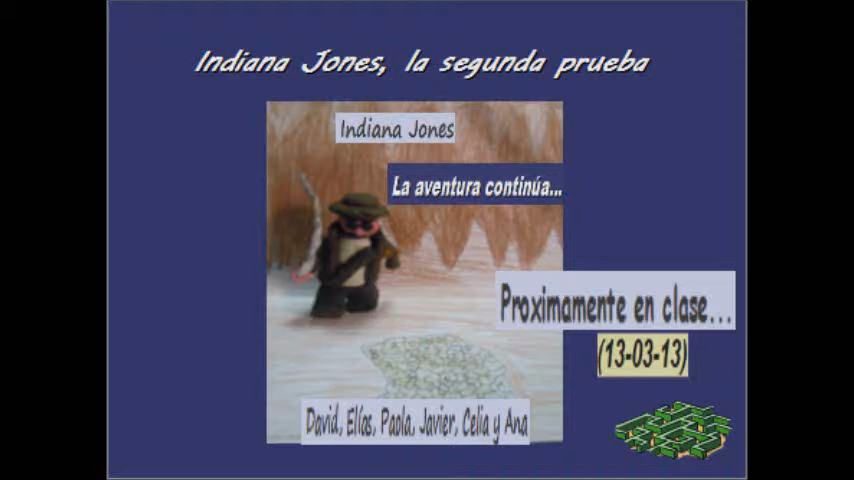 Indiana Jones, la segunda prueba
Indiana Jones
La aventura continúa...
Proximamente en clase...
(13-03-13)
David, Elías, Paola, Javier, Celia y Ana